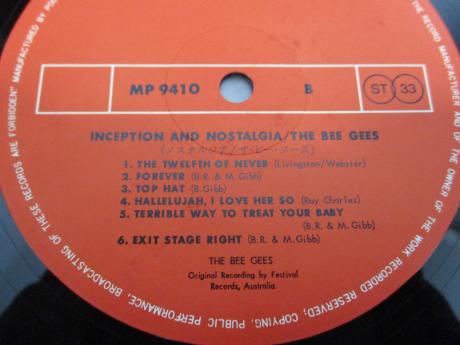 MP 9410 B ST 33
INCEPTION AND NOSTALGIA/THE BEE GEES
(ノスタルジア/ザ・ビー・ジーズ)
1. THE TWELFTH OF NEVER (Livingston/Webster)
2. FOREVER (B.R. & M. Gibb)
3. TOP HAT (B. Gibb)
4. HALLELUJAH, I LOVE HER SO (Ray Charles)
5. TERRIBLE WAY TO TREAT YOUR BABY
(B.R. & M. Gibb)
6. EXIT STAGE RIGHT (B.R. & M. Gibb)
THE BEE GEES
Original Recording by Festival
Records, Australia
THE RECORD MANUFACTURER AND OF THE OWNER OF THE WORK RECORDED RESERVED; COPYING, PUBLIC PERFORMANCE, BROADCASTING OF THESE RECORDS ARE FORBIDDEN" MANUFACTURED BY